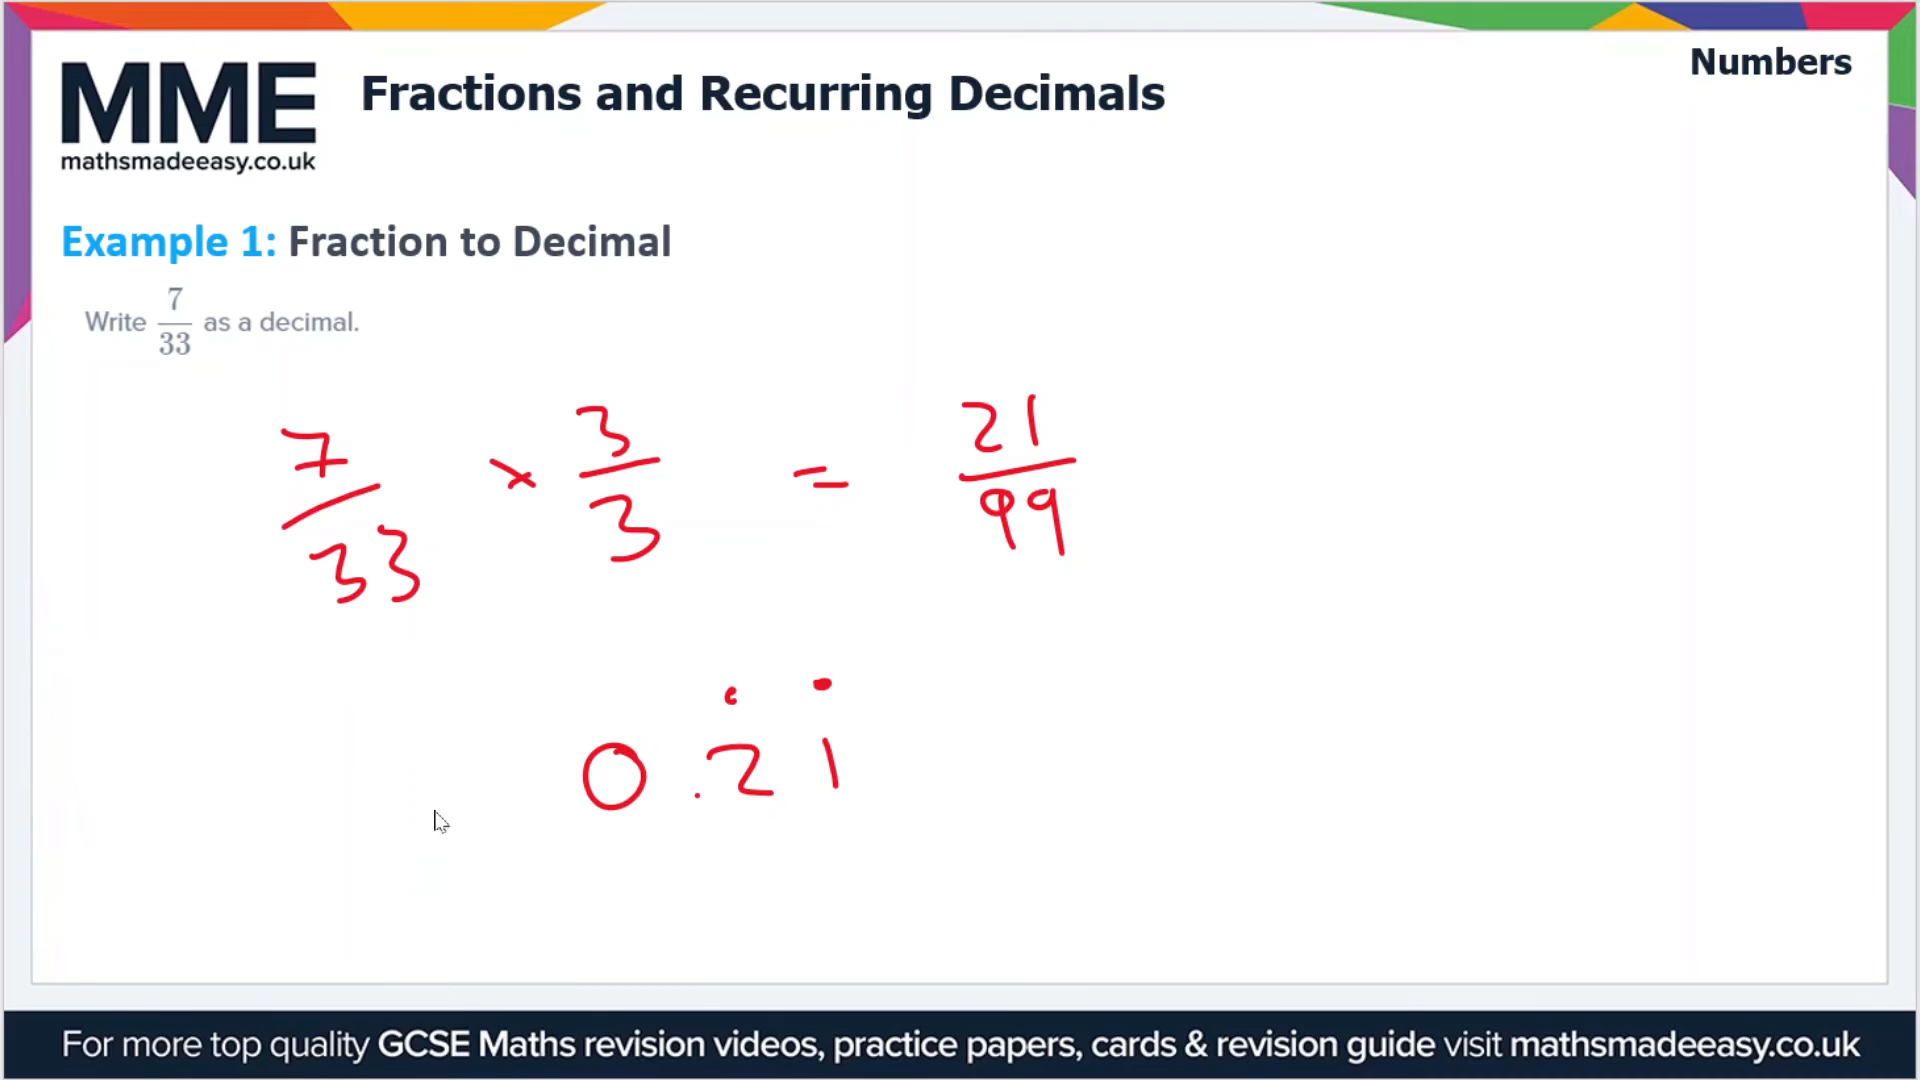 Numbers
MME
mathsmadeeasy.co.uk
Fractions and Recurring Decimals
Example 1: Fraction to Decimal
Write 7/33 as a decimal.
7/33 × 3/3 = 21/99
0.2̇1̇
For more top quality GCSE Maths revision videos, practice papers, cards & revision guide visit mathsmadeeasy.co.uk